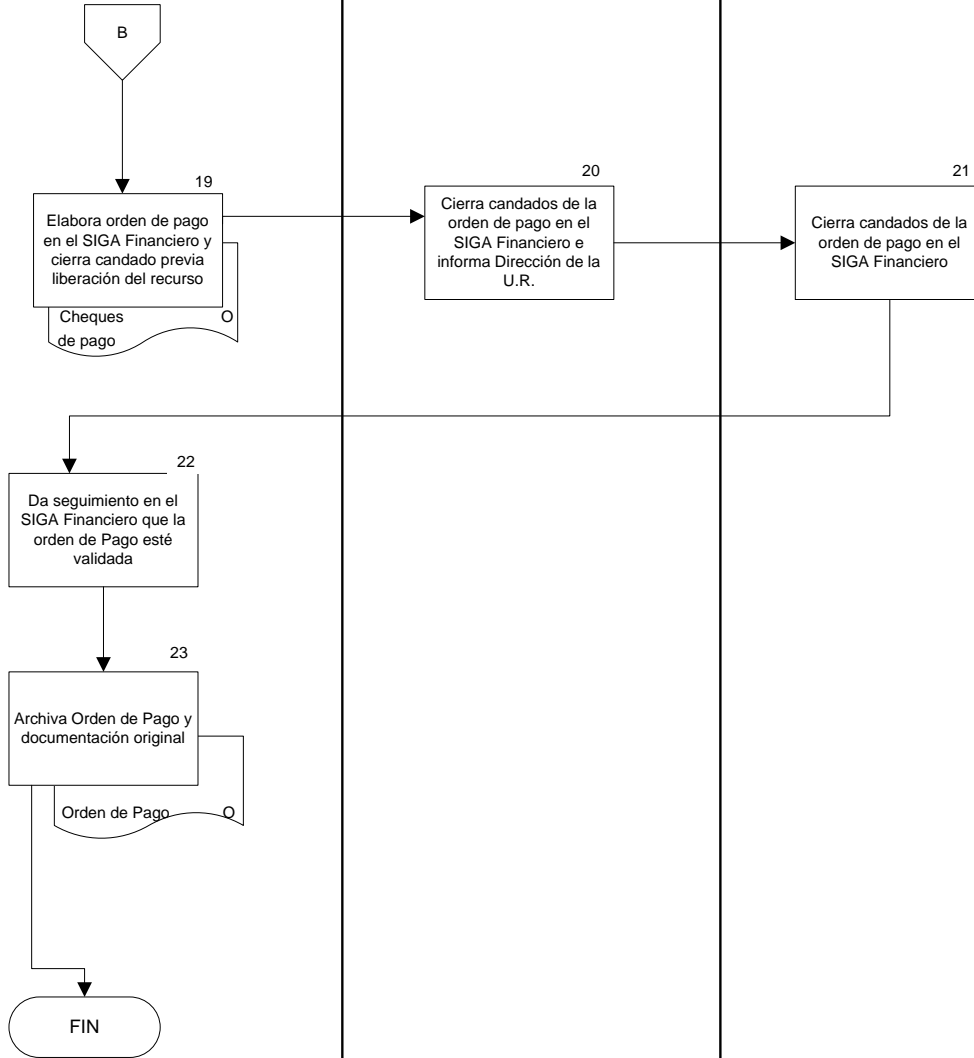 B
19
Elabora orden de pago
en el SIGA Financiero y
cierra candado previa
liberación del recurso
Cheques O
de pago
20
Cierra candados de la
orden de pago en el
SIGA Financiero e
informa Dirección de la
U.R.
21
Cierra candados de la
orden de pago en el
SIGA Financiero
22
Da seguimiento en el
SIGA Financiero que la
orden de Pago esté
validada
23
Archiva Orden de Pago y
documentación original
Orden de Pago O
FIN